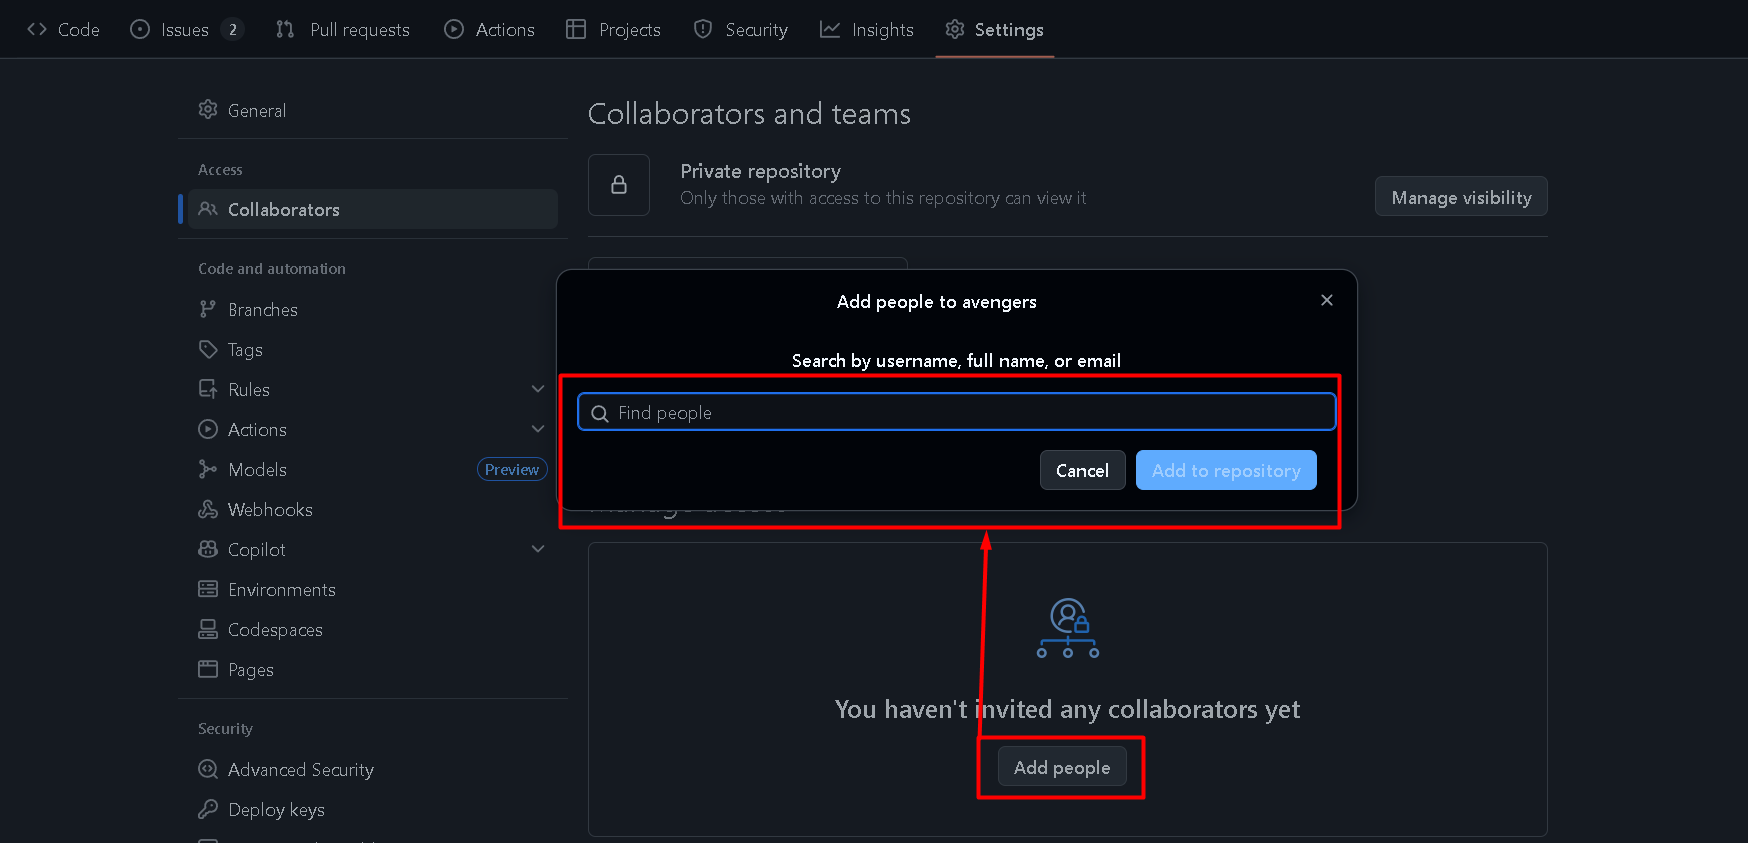 Code Issues 2 Pull requests Actions Projects Security Insights Settings
General
Access
Collaborators
Code and automation
Branches
Tags
Rules
Actions
Models Preview
Webhooks
Copilot
Environments
Codespaces
Pages
Security
Advanced Security
Deploy keys
Collaborators and teams
Private repository
Only those with access to this repository can view it
Manage visibility
Add people to avengers
Search by username, full name, or email
Find people
Cancel Add to repository
You haven't invited any collaborators yet
Add people